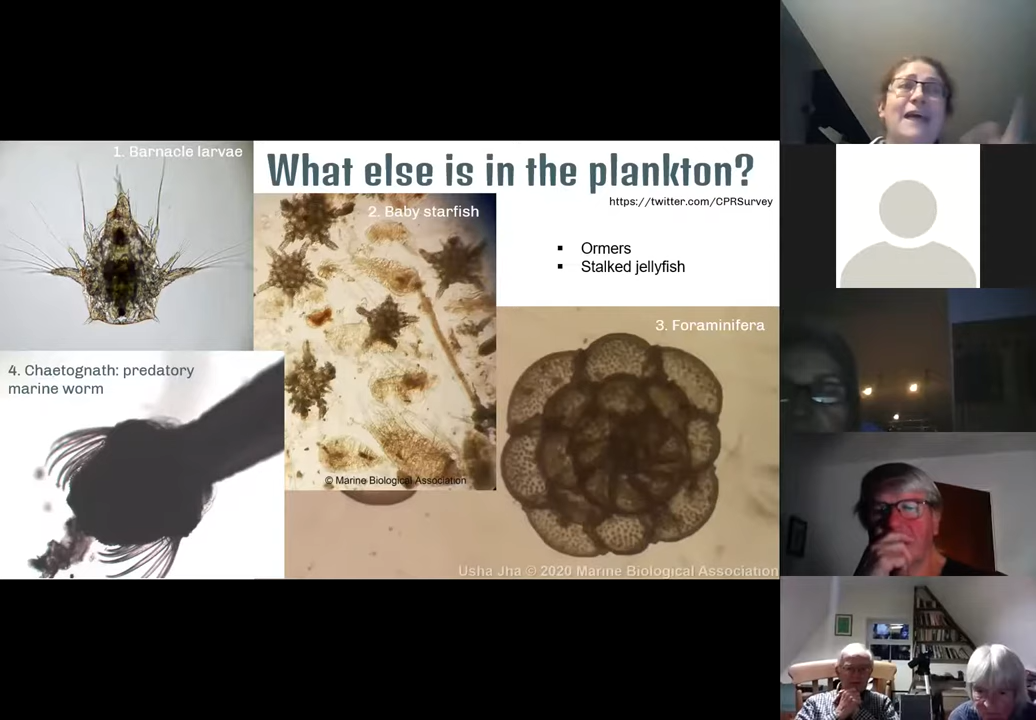 1. Barnacle larvae
What else is in the plankton?
https://twitter.com/CPRSurvey
2. Baby starfish
▪ Ormers
▪ Stalked jellyfish
3. Foraminifera
4. Chaetognath: predatory
marine worm
© Marine Biological Association
Usha Jha © 2020 Marine Biological Association